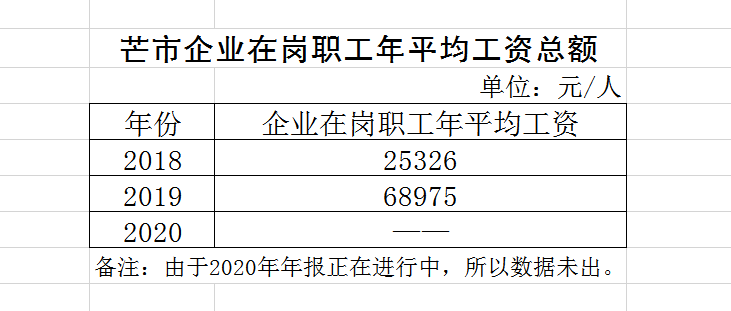 芒市企业在岗职工年平均工资总额
单位：元/人
年份 企业在岗职工年平均工资
2018 25326
2019 68975
2020 ——
备注：由于2020年年报正在进行中，所以数据未出。